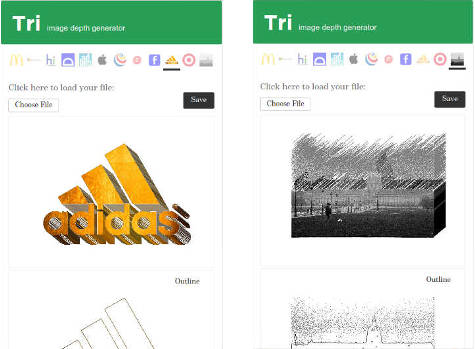 Tri image depth generator
Click here to load your file:
Choose File
Save
adidas
Outline
Tri image depth generator
Click here to load your file:
Choose File
Save
Outline